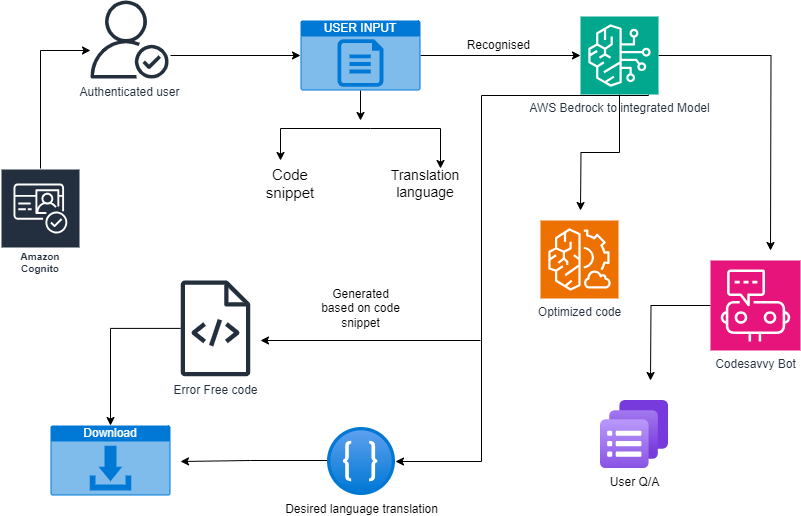 USER INPUT
Recognised
Authenticated user
AWS Bedrock to integrated Model
Code
snippet
Translation
language
Amazon
Cognito
Generated
based on code
snippet
Optimized code
Codesavvy Bot
Error Free code
Download
User Q/A
Desired language translation